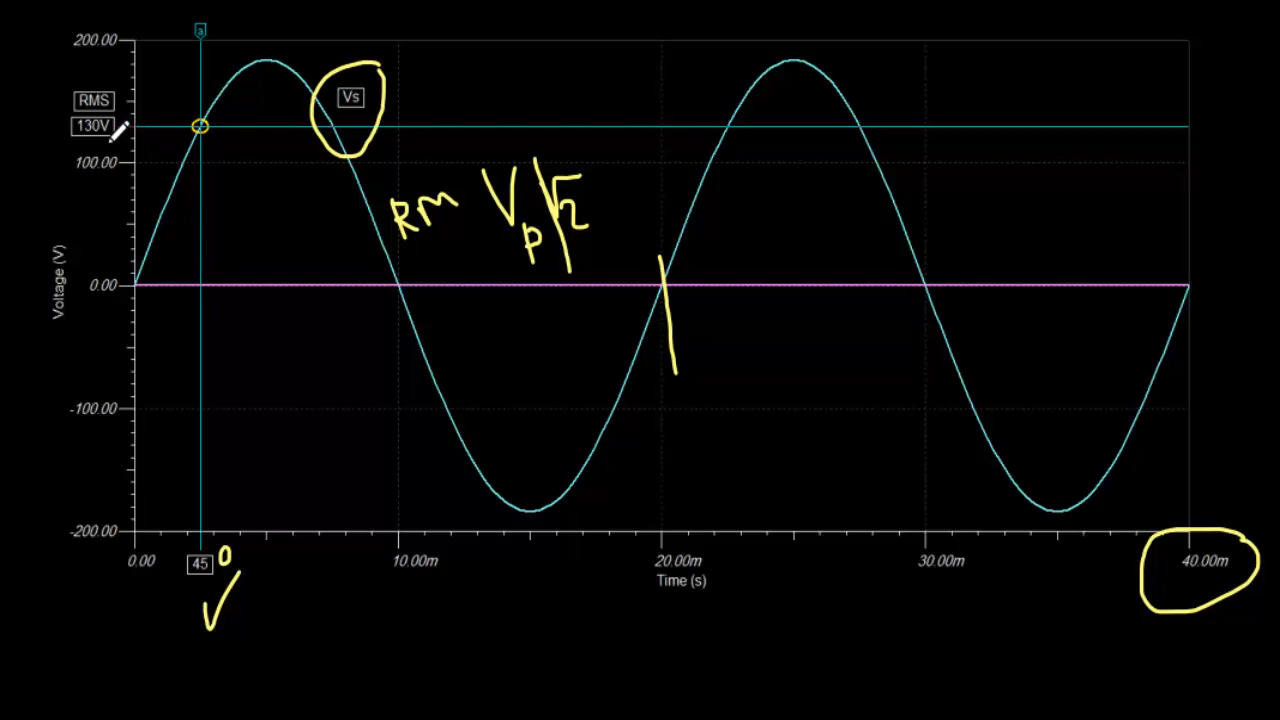 a
200.00
RMS
Vs
130V
100.00
RM Vp/√2
Voltage (V)
0.00
-100.00
-200.00
0.00 45° 10.00m 20.00m 30.00m 40.00m
Time (s)